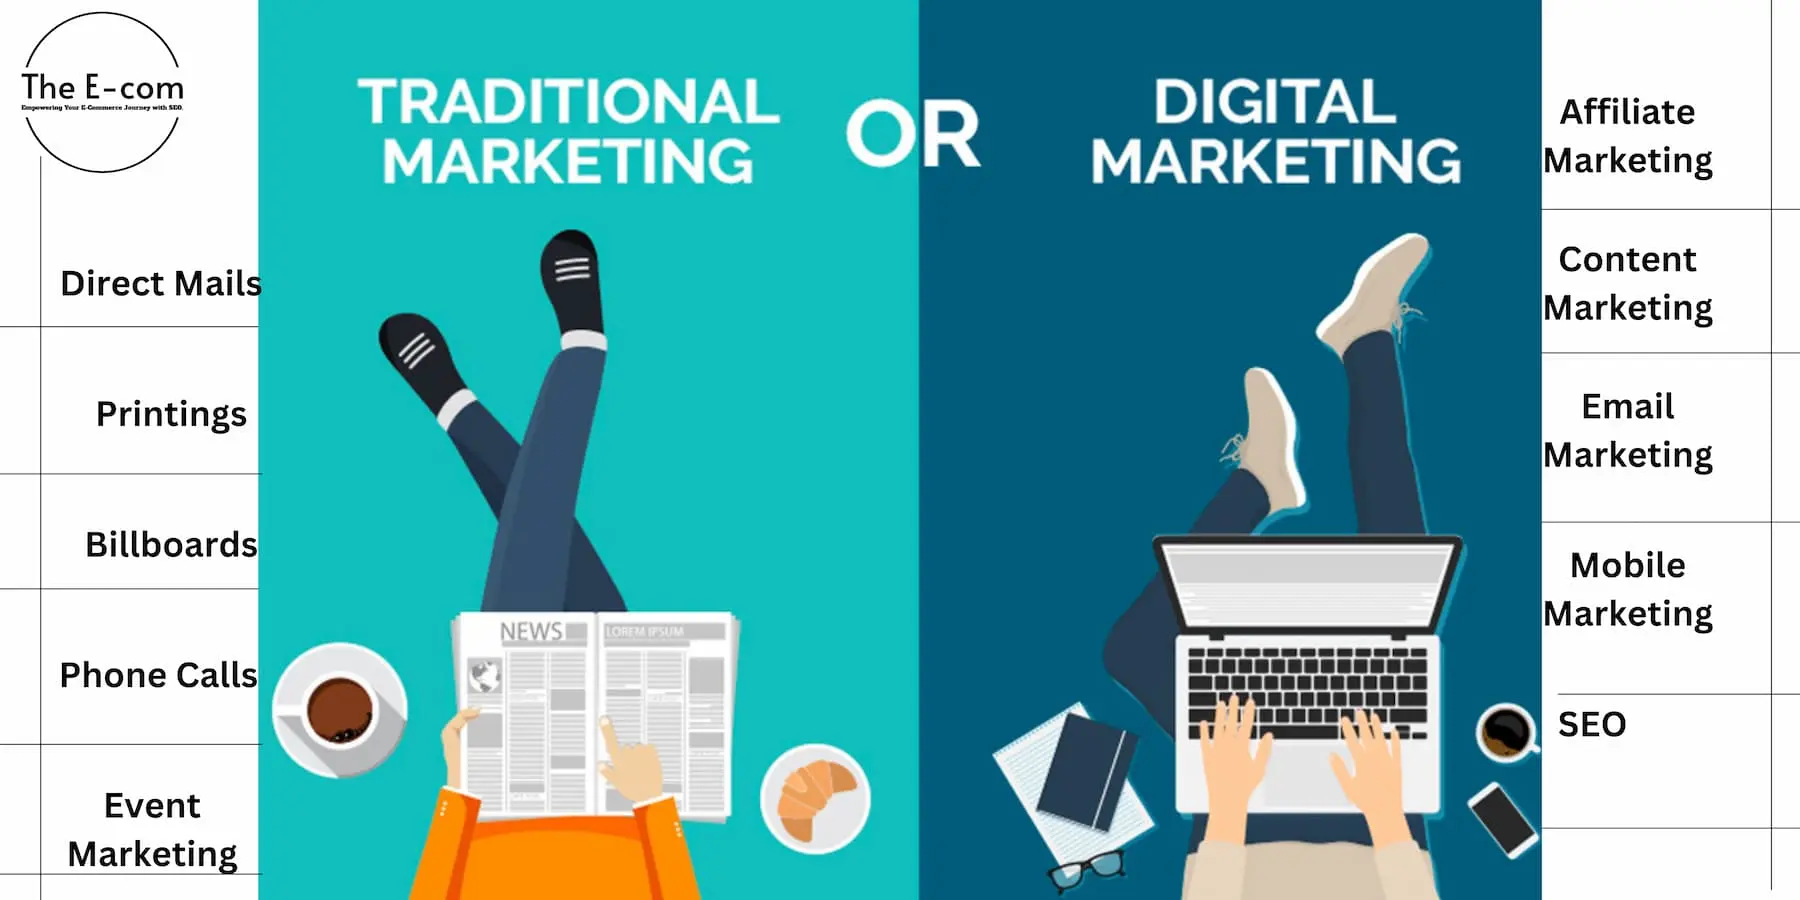 The E-com
Empowering Your E-Commerce Journey with SEO.
TRADITIONAL
MARKETING
OR
DIGITAL
MARKETING
Direct Mails
Printings
Billboards
Phone Calls
Event
Marketing
NEWS
LOREM IPSUM
Affiliate
Marketing
Content
Marketing
Email
Marketing
Mobile
Marketing
SEO